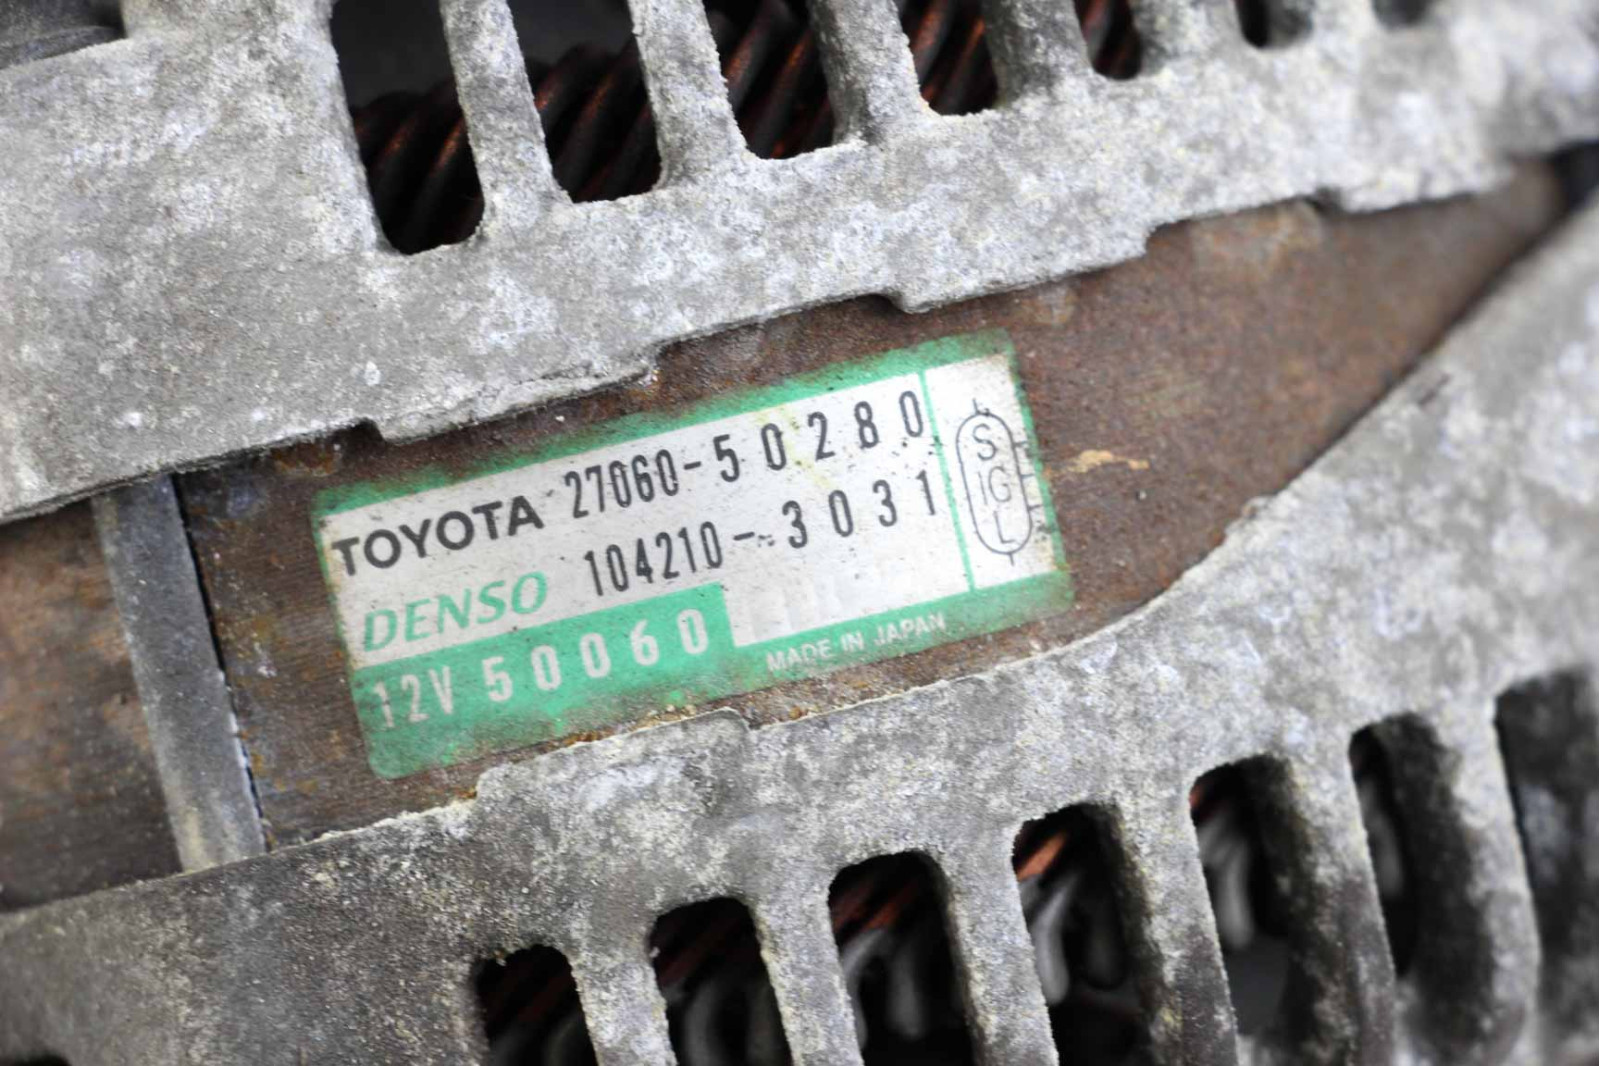 TOYOTA 27060-50280
DENSO 104210-3031
12V 50060
MADE IN JAPAN
L
S
IG
L